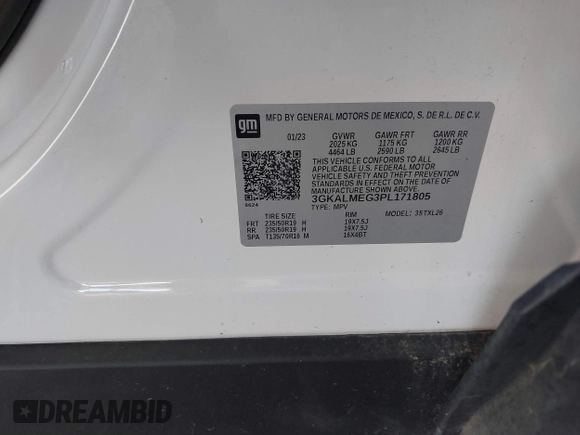 gm
MFD BY GENERAL MOTORS DE MEXICO, S. DE R.L. DE C.V.
01/23 GVWR GAWR FRT GAWR RR
2025 KG 1175 KG 1200 KG
4464 LB 2590 LB 2645 LB
THIS VEHICLE CONFORMS TO ALL
APPLICABLE U.S. FEDERAL MOTOR
VEHICLE SAFETY AND THEFT
PREVENTION STANDARDS IN
EFFECT ON THE DATE OF
MANUFACTURE SHOWN ABOVE.
3GKALMEG3PL171805
TYPE: MPV MODEL: 3STXL26
TIRE SIZE RIM
FRT 235/50R19 H 19X7.5J
RR 235/50R19 H 19X7.5J
SPA T135/70R16 M 16X4BT
DREAMBID